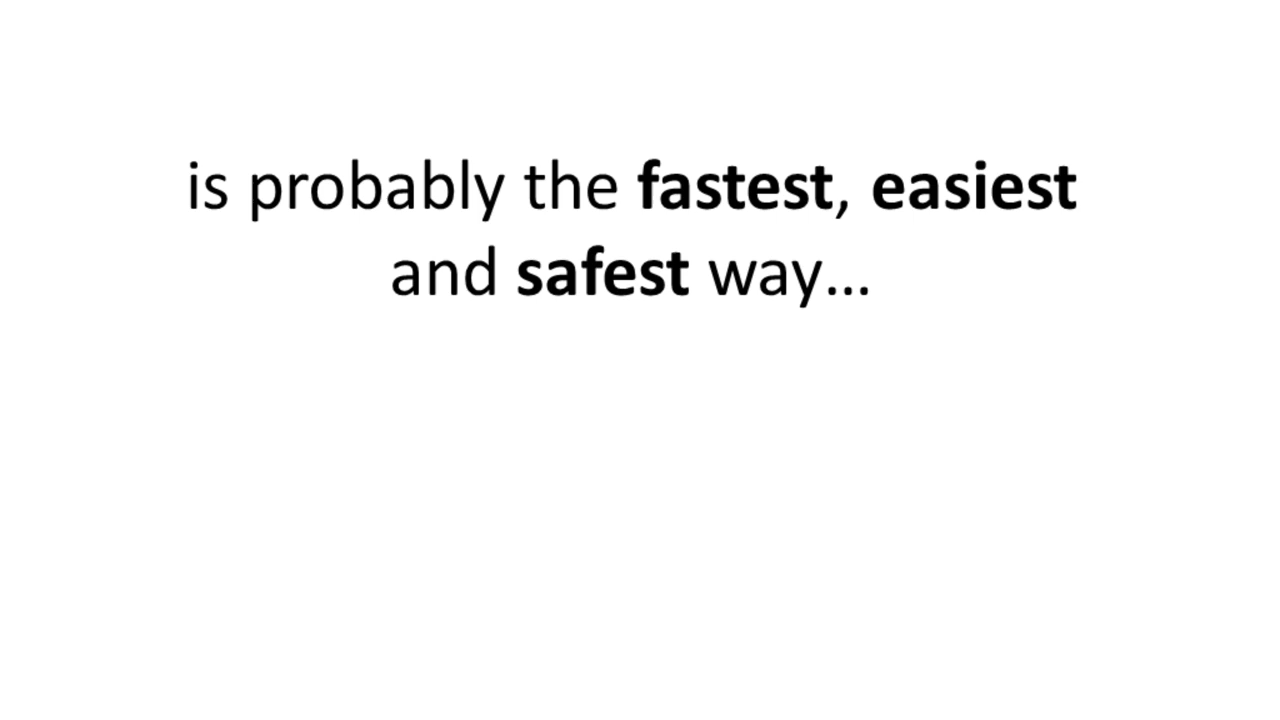 is probably the fastest, easiest
and safest way...